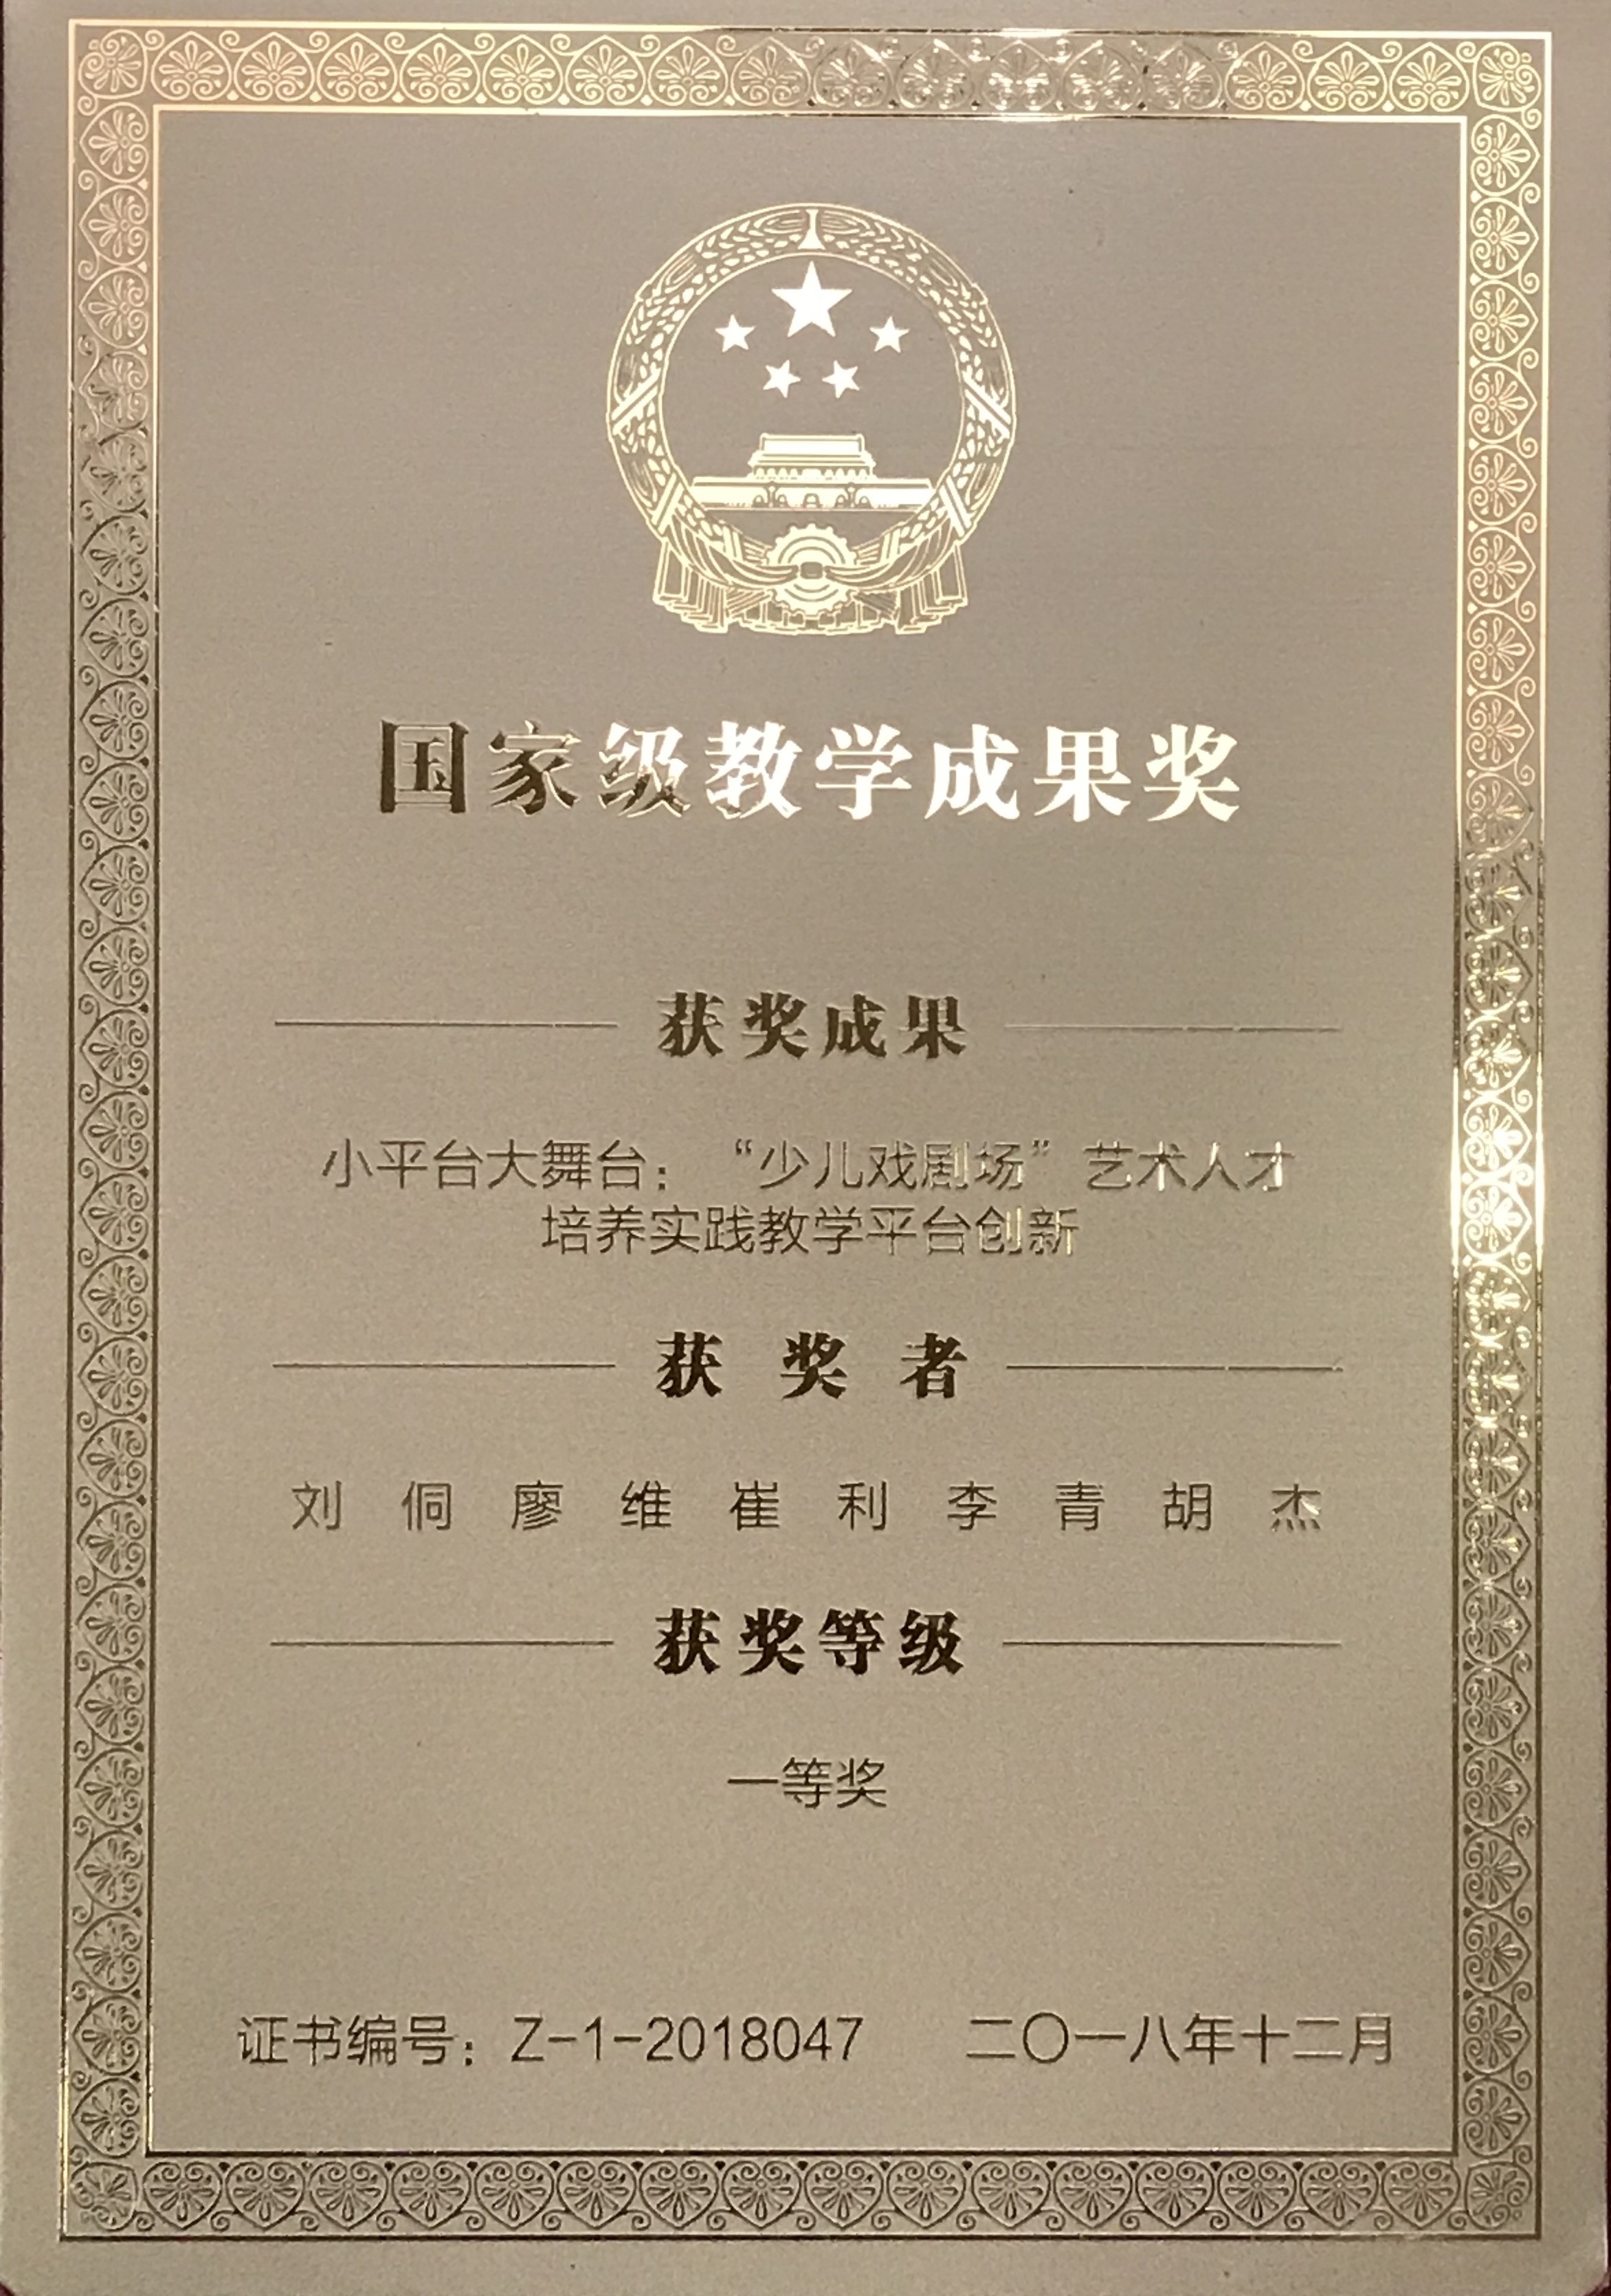 国家级教学成果奖
获奖成果
小平台大舞台：“少儿戏剧场”艺术人才
培养实践教学平台创新
获奖者
刘侗廖维崔利李青胡杰
获奖等级
一等奖
证书编号：Z-1-2018047 二〇一八年十二月